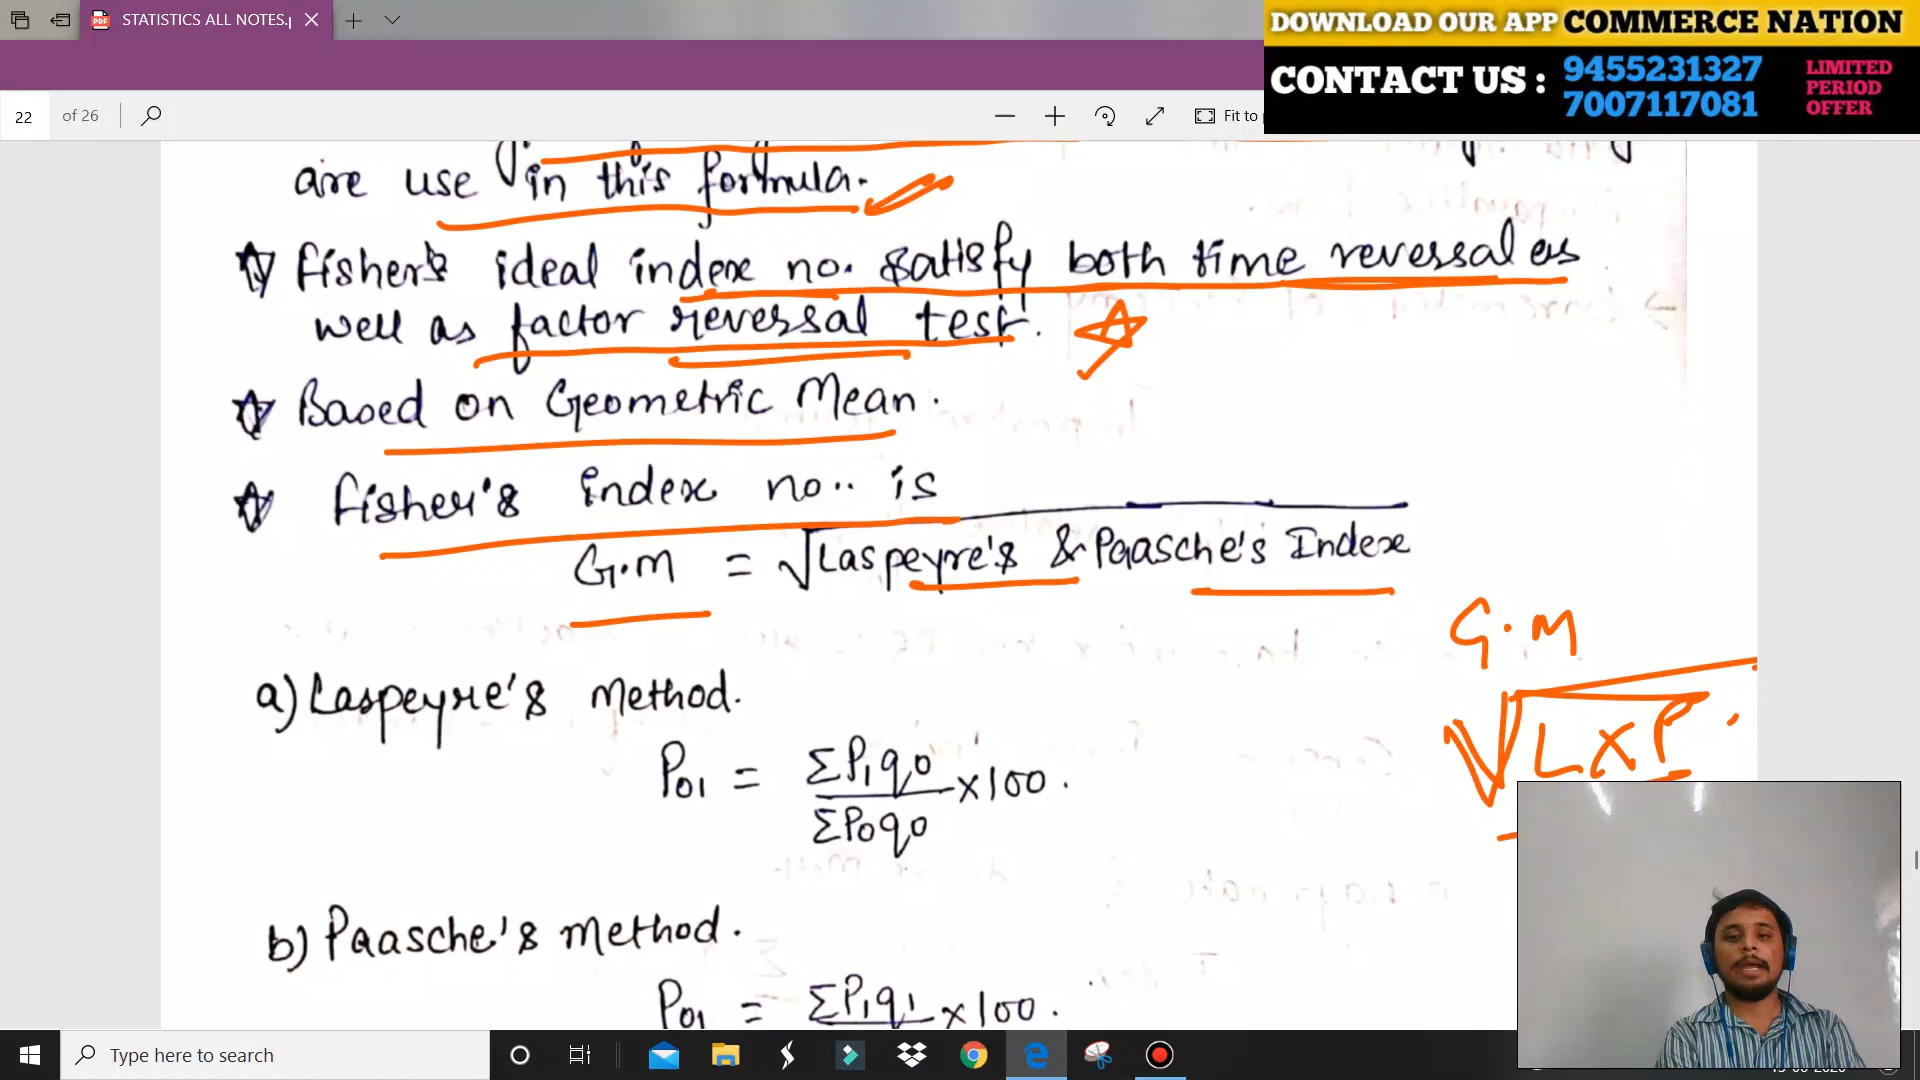 STATISTICS ALL NOTES.p
DOWNLOAD OUR APP COMMERCE NATION
CONTACT US : 9455231327
7007117081
LIMITED
PERIOD
OFFER
22 of 26
Fit to
are use in this formula.
Fisher's ideal index no. satisfy both time reversal as
well as factor reversal test.
Based on Geometric Mean.
Fisher's index no.. is
G.M = √Laspeyre's & Paasche's Index
G.M
√LXP
a) Laspeyre's Method.
P01 = ΣP1q0 x100.
ΣP0q0
b) Paasche's method.
P01 = ΣP1q1 x100.
Type here to search